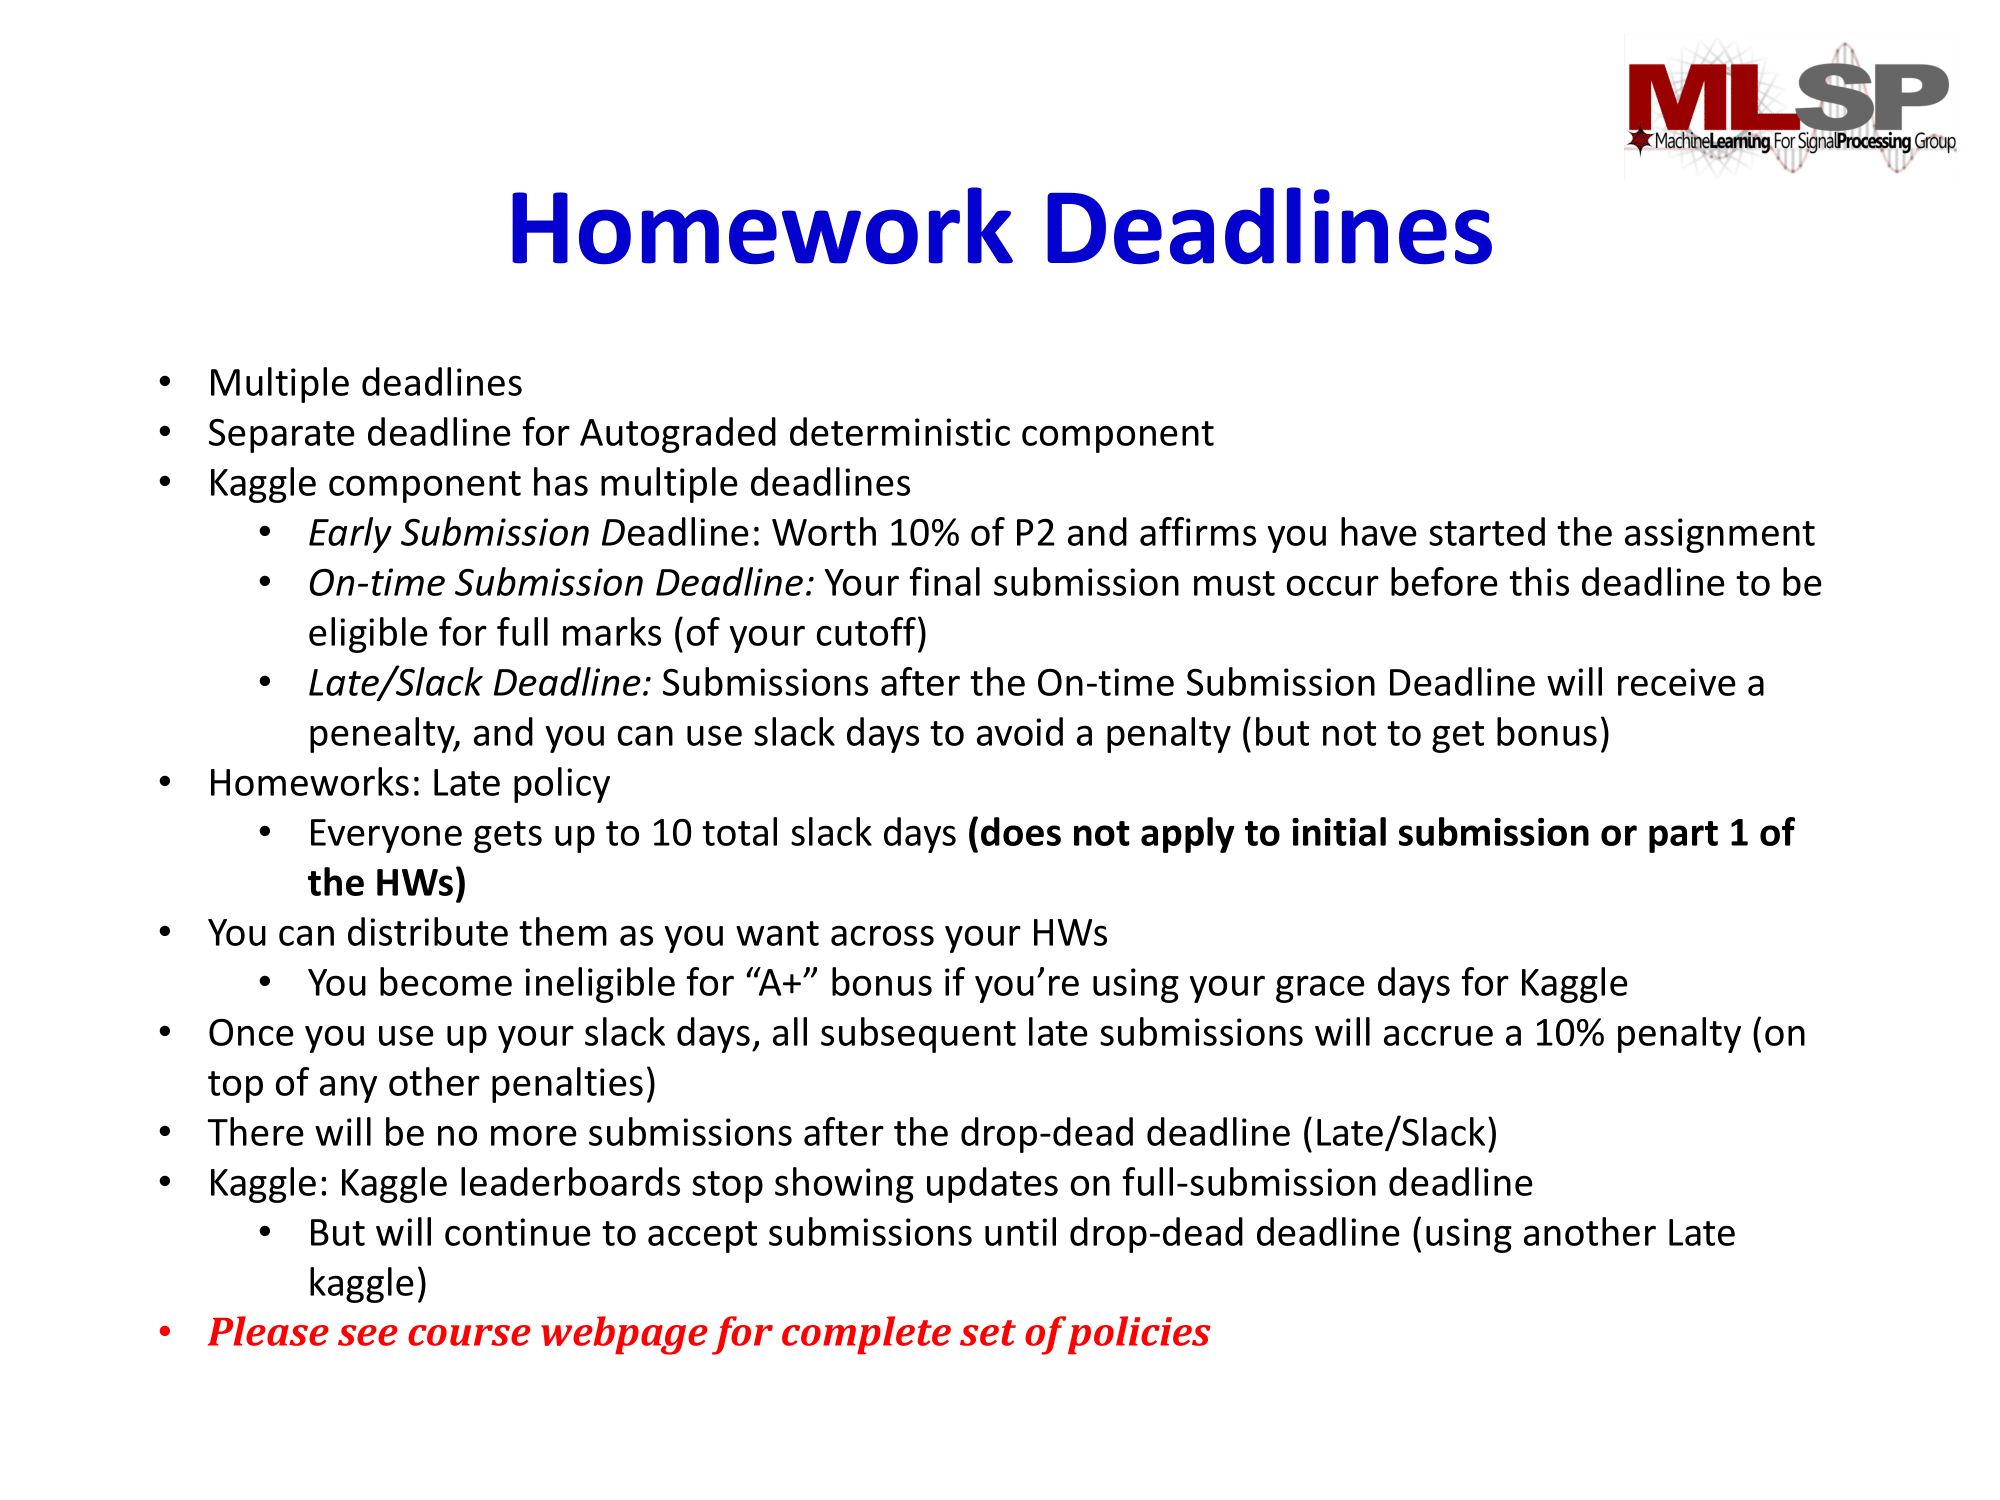 MLSP
MachineLearning For SignalProcessing Group
Homework Deadlines
• Multiple deadlines
• Separate deadline for Autograded deterministic component
• Kaggle component has multiple deadlines
• Early Submission Deadline: Worth 10% of P2 and affirms you have started the assignment
• On-time Submission Deadline: Your final submission must occur before this deadline to be
eligible for full marks (of your cutoff)
• Late/Slack Deadline: Submissions after the On-time Submission Deadline will receive a
penealty, and you can use slack days to avoid a penalty (but not to get bonus)
• Homeworks: Late policy
• Everyone gets up to 10 total slack days (does not apply to initial submission or part 1 of
the HWs)
• You can distribute them as you want across your HWs
• You become ineligible for “A+” bonus if you’re using your grace days for Kaggle
• Once you use up your slack days, all subsequent late submissions will accrue a 10% penalty (on
top of any other penalties)
• There will be no more submissions after the drop-dead deadline (Late/Slack)
• Kaggle: Kaggle leaderboards stop showing updates on full-submission deadline
• But will continue to accept submissions until drop-dead deadline (using another Late
kaggle)
• Please see course webpage for complete set of policies